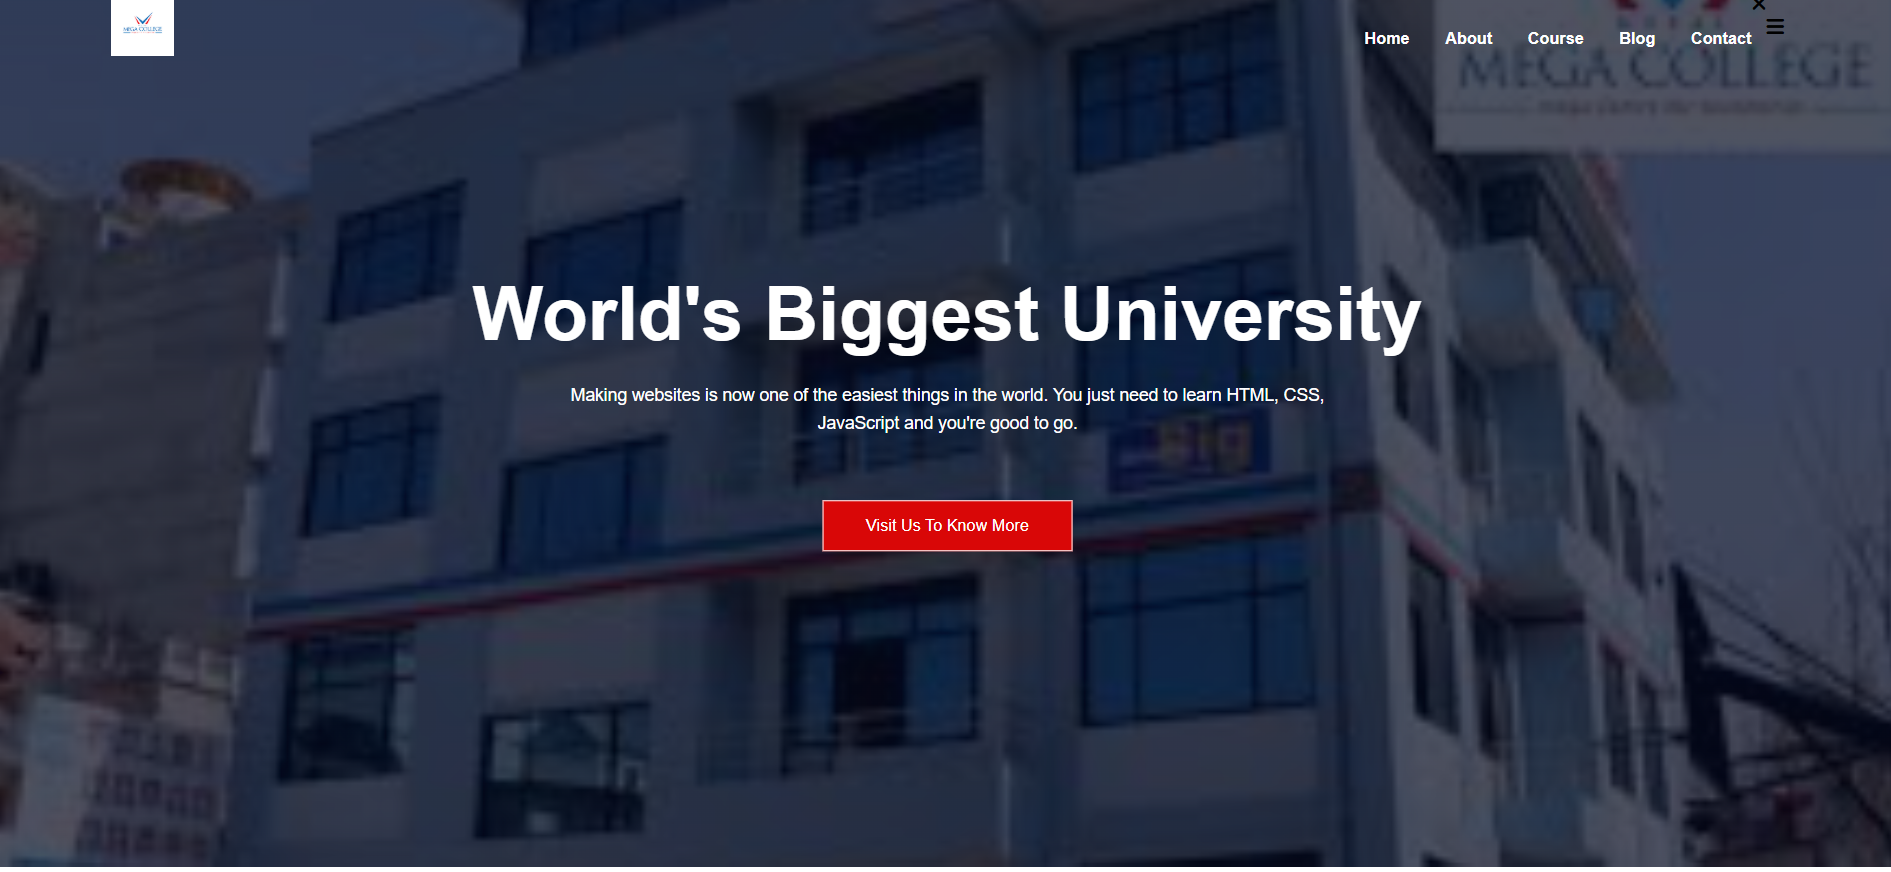 MEGA COLLEGE
Home About Course Blog Contact
MEGA COLLEGE
World's Biggest University
Making websites is now one of the easiest things in the world. You just need to learn HTML, CSS,
JavaScript and you're good to go.
Big
Visit Us To Know More